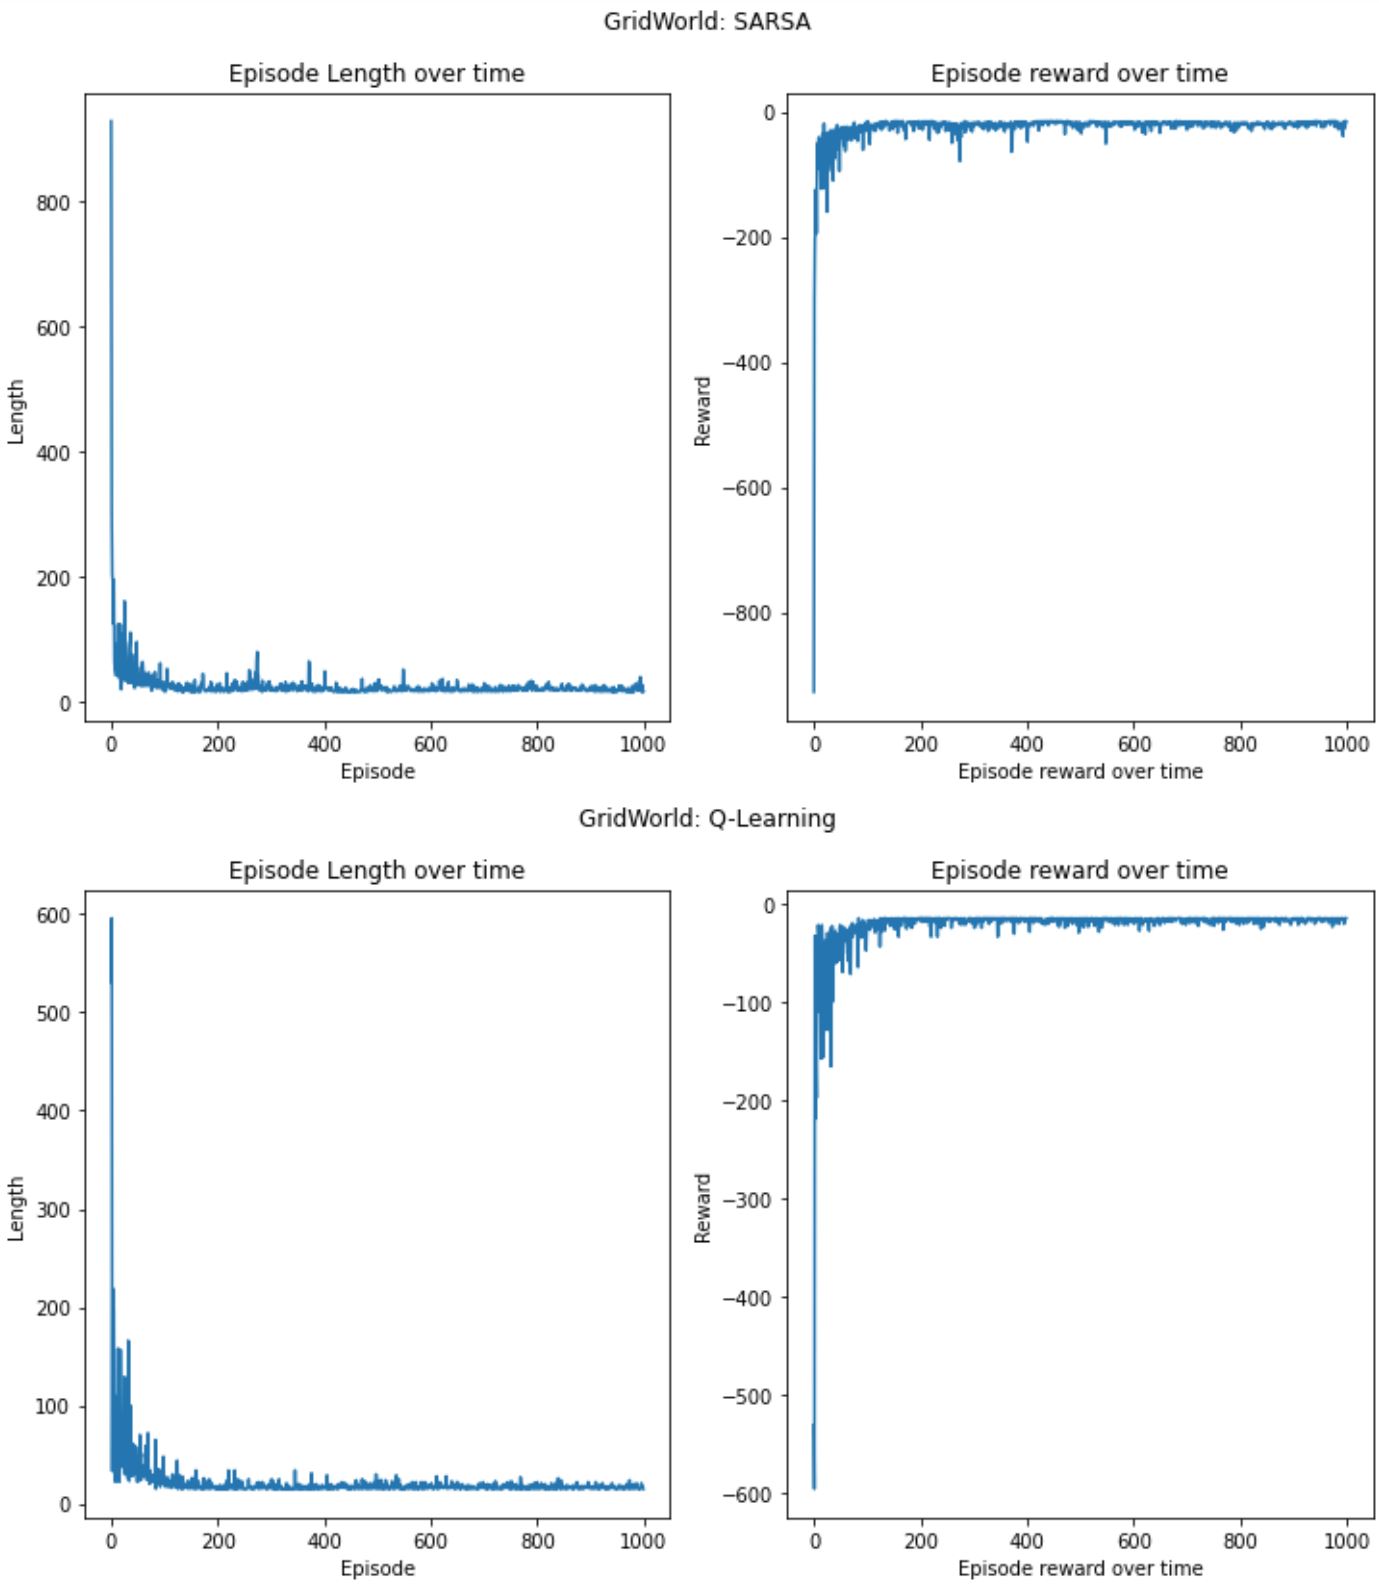 GridWorld: SARSA
Episode Length over time
Length
800
600
400
200
0
0 200 400 600 800 1000
Episode
Episode reward over time
Reward
0
−200
−400
−600
−800
0 200 400 600 800 1000
Episode reward over time
GridWorld: Q-Learning
Episode Length over time
Length
600
500
400
300
200
100
0
0 200 400 600 800 1000
Episode
Episode reward over time
Reward
0
−100
−200
−300
−400
−500
−600
0 200 400 600 800 1000
Episode reward over time